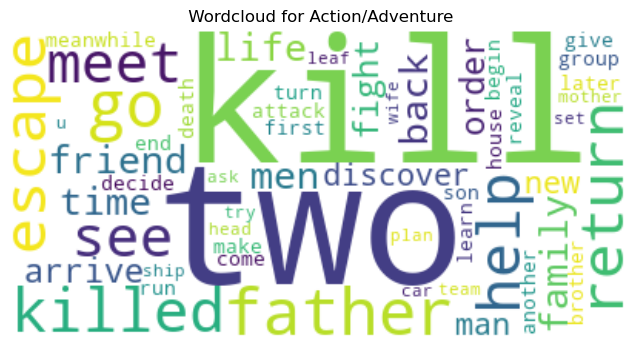 Wordcloud for Action/Adventure
meanwhile
life
leaf
kill
fight
back
order
begin
give
group
meet
go
turn
attack
first
death
wife
house
reveal
later
mother
set
escape
u
end
friend
decide
time
see
arrive
ship
run
killed
father
two
ask
men
discover
try
head
make
come
plan
son
learn
car
team
man
help
new
family
another
brother
return